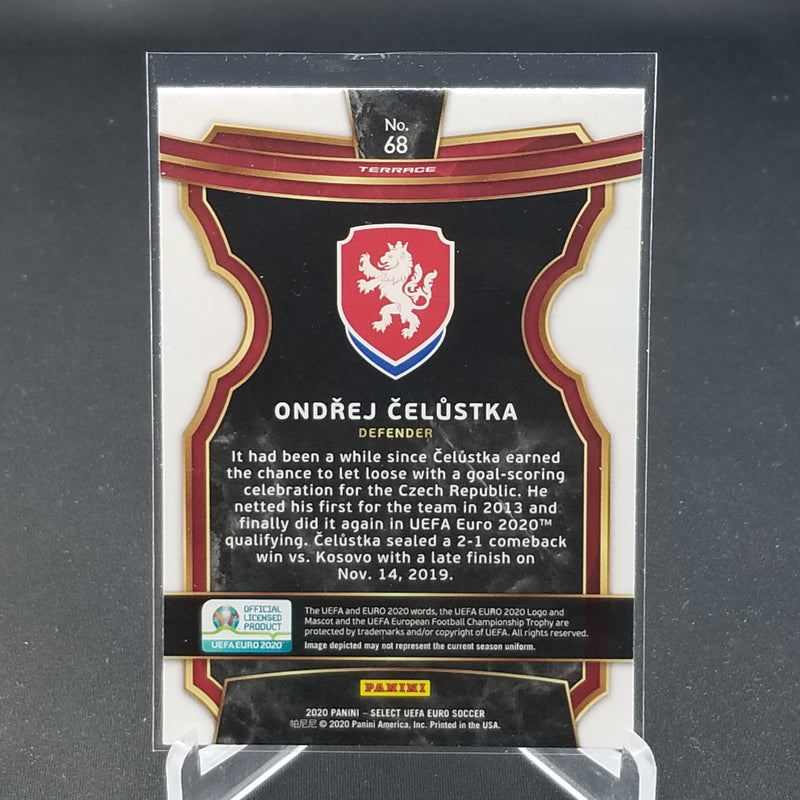 No.
68
TERRACE
ONDŘEJ ČELŮSTKA
DEFENDER
It had been a while since Čelůstka earned
the chance to let loose with a goal-scoring
celebration for the Czech Republic. He
netted his first for the team in 2013 and
finally did it again in UEFA Euro 2020™
qualifying. Čelůstka sealed a 2-1 comeback
win vs. Kosovo with a late finish on
Nov. 14, 2019.
OFFICIAL
LICENSED
PRODUCT
UEFA EURO 2020
The UEFA and EURO 2020 words, the UEFA EURO 2020 Logo and
Mascot and the UEFA European Football Championship Trophy are
protected by trademarks and/or copyright of UEFA. All rights reserved.
Image depicted may not represent the current season uniform.
PANINI
2020 PANINI – SELECT UEFA EURO SOCCER
帕尼尼 © 2020 Panini America, Inc. Printed in the USA.